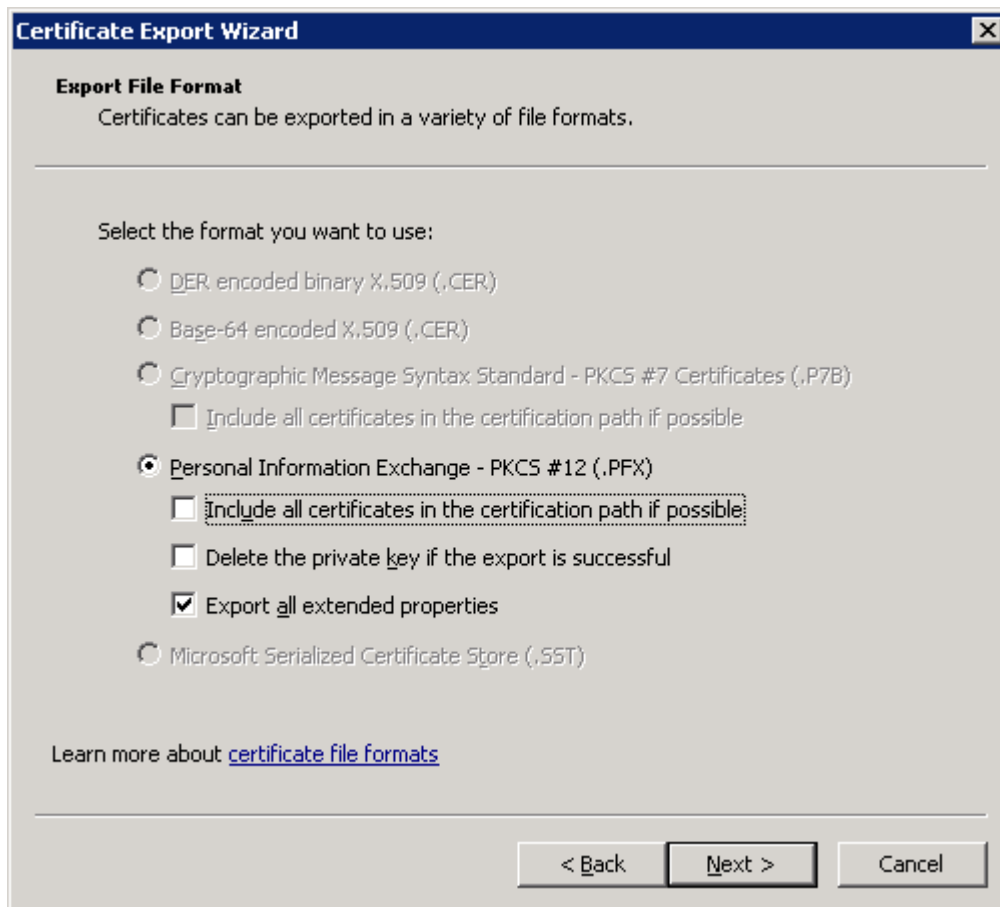 Certificate Export Wizard
Export File Format
Certificates can be exported in a variety of file formats.
Select the format you want to use:
DER encoded binary X.509 (.CER)
Base-64 encoded X.509 (.CER)
Cryptographic Message Syntax Standard - PKCS #7 Certificates (.P7B)
Include all certificates in the certification path if possible
Personal Information Exchange - PKCS #12 (.PFX)
Include all certificates in the certification path if possible
Delete the private key if the export is successful
Export all extended properties
Microsoft Serialized Certificate Store (.SST)
Learn more about certificate file formats
< Back Next > Cancel